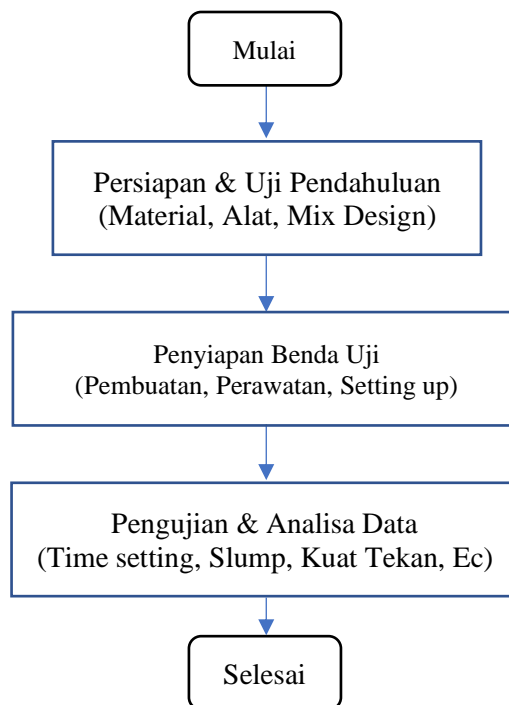 Mulai
Persiapan & Uji Pendahuluan
(Material, Alat, Mix Design)
Penyiapan Benda Uji
(Pembuatan, Perawatan, Setting up)
Pengujian & Analisa Data
(Time setting, Slump, Kuat Tekan, Ec)
Selesai